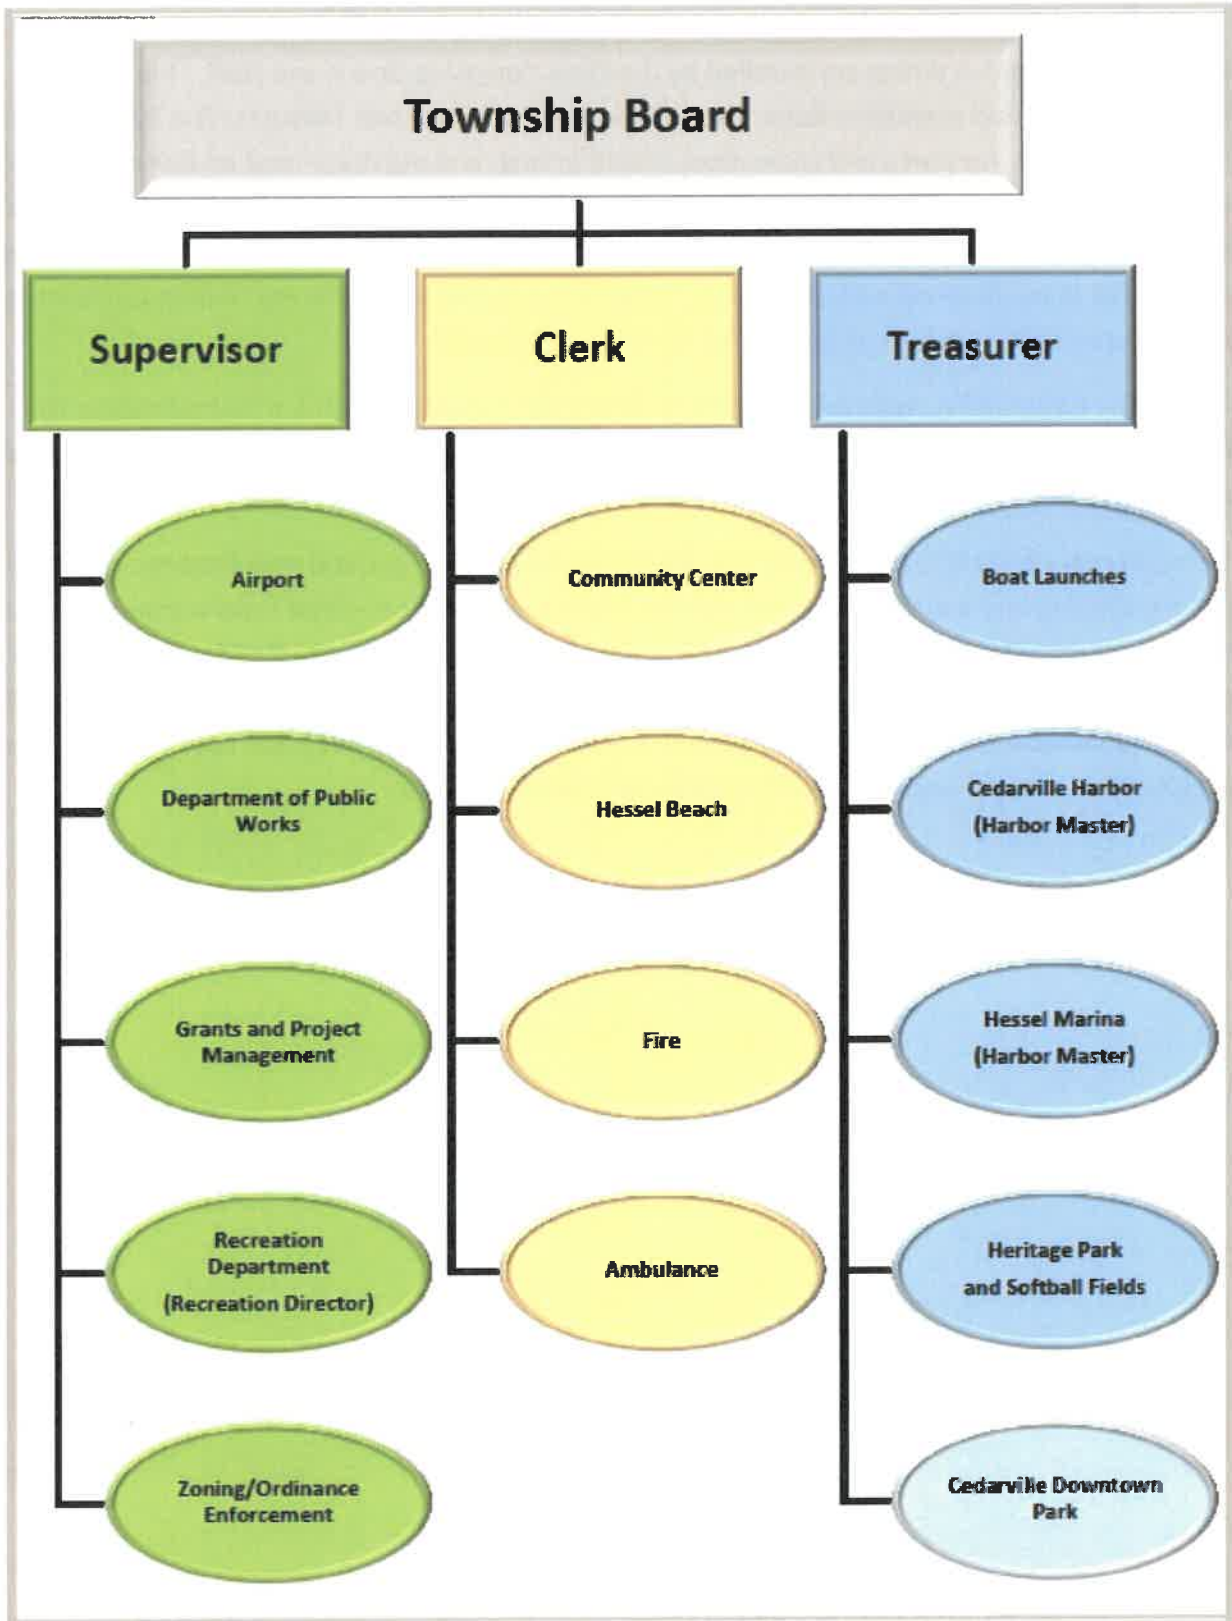 Township Board
Supervisor
Clerk
Treasurer
Airport
Community Center
Boat Launches
Department of Public
Works
Hessel Beach
Cedarville Harbor
(Harbor Master)
Grants and Project
Management
Fire
Hessel Marina
(Harbor Master)
Recreation
Department
(Recreation Director)
Ambulance
Heritage Park
and Softball Fields
Zoning/Ordinance
Enforcement
Cedarville Downtown
Park